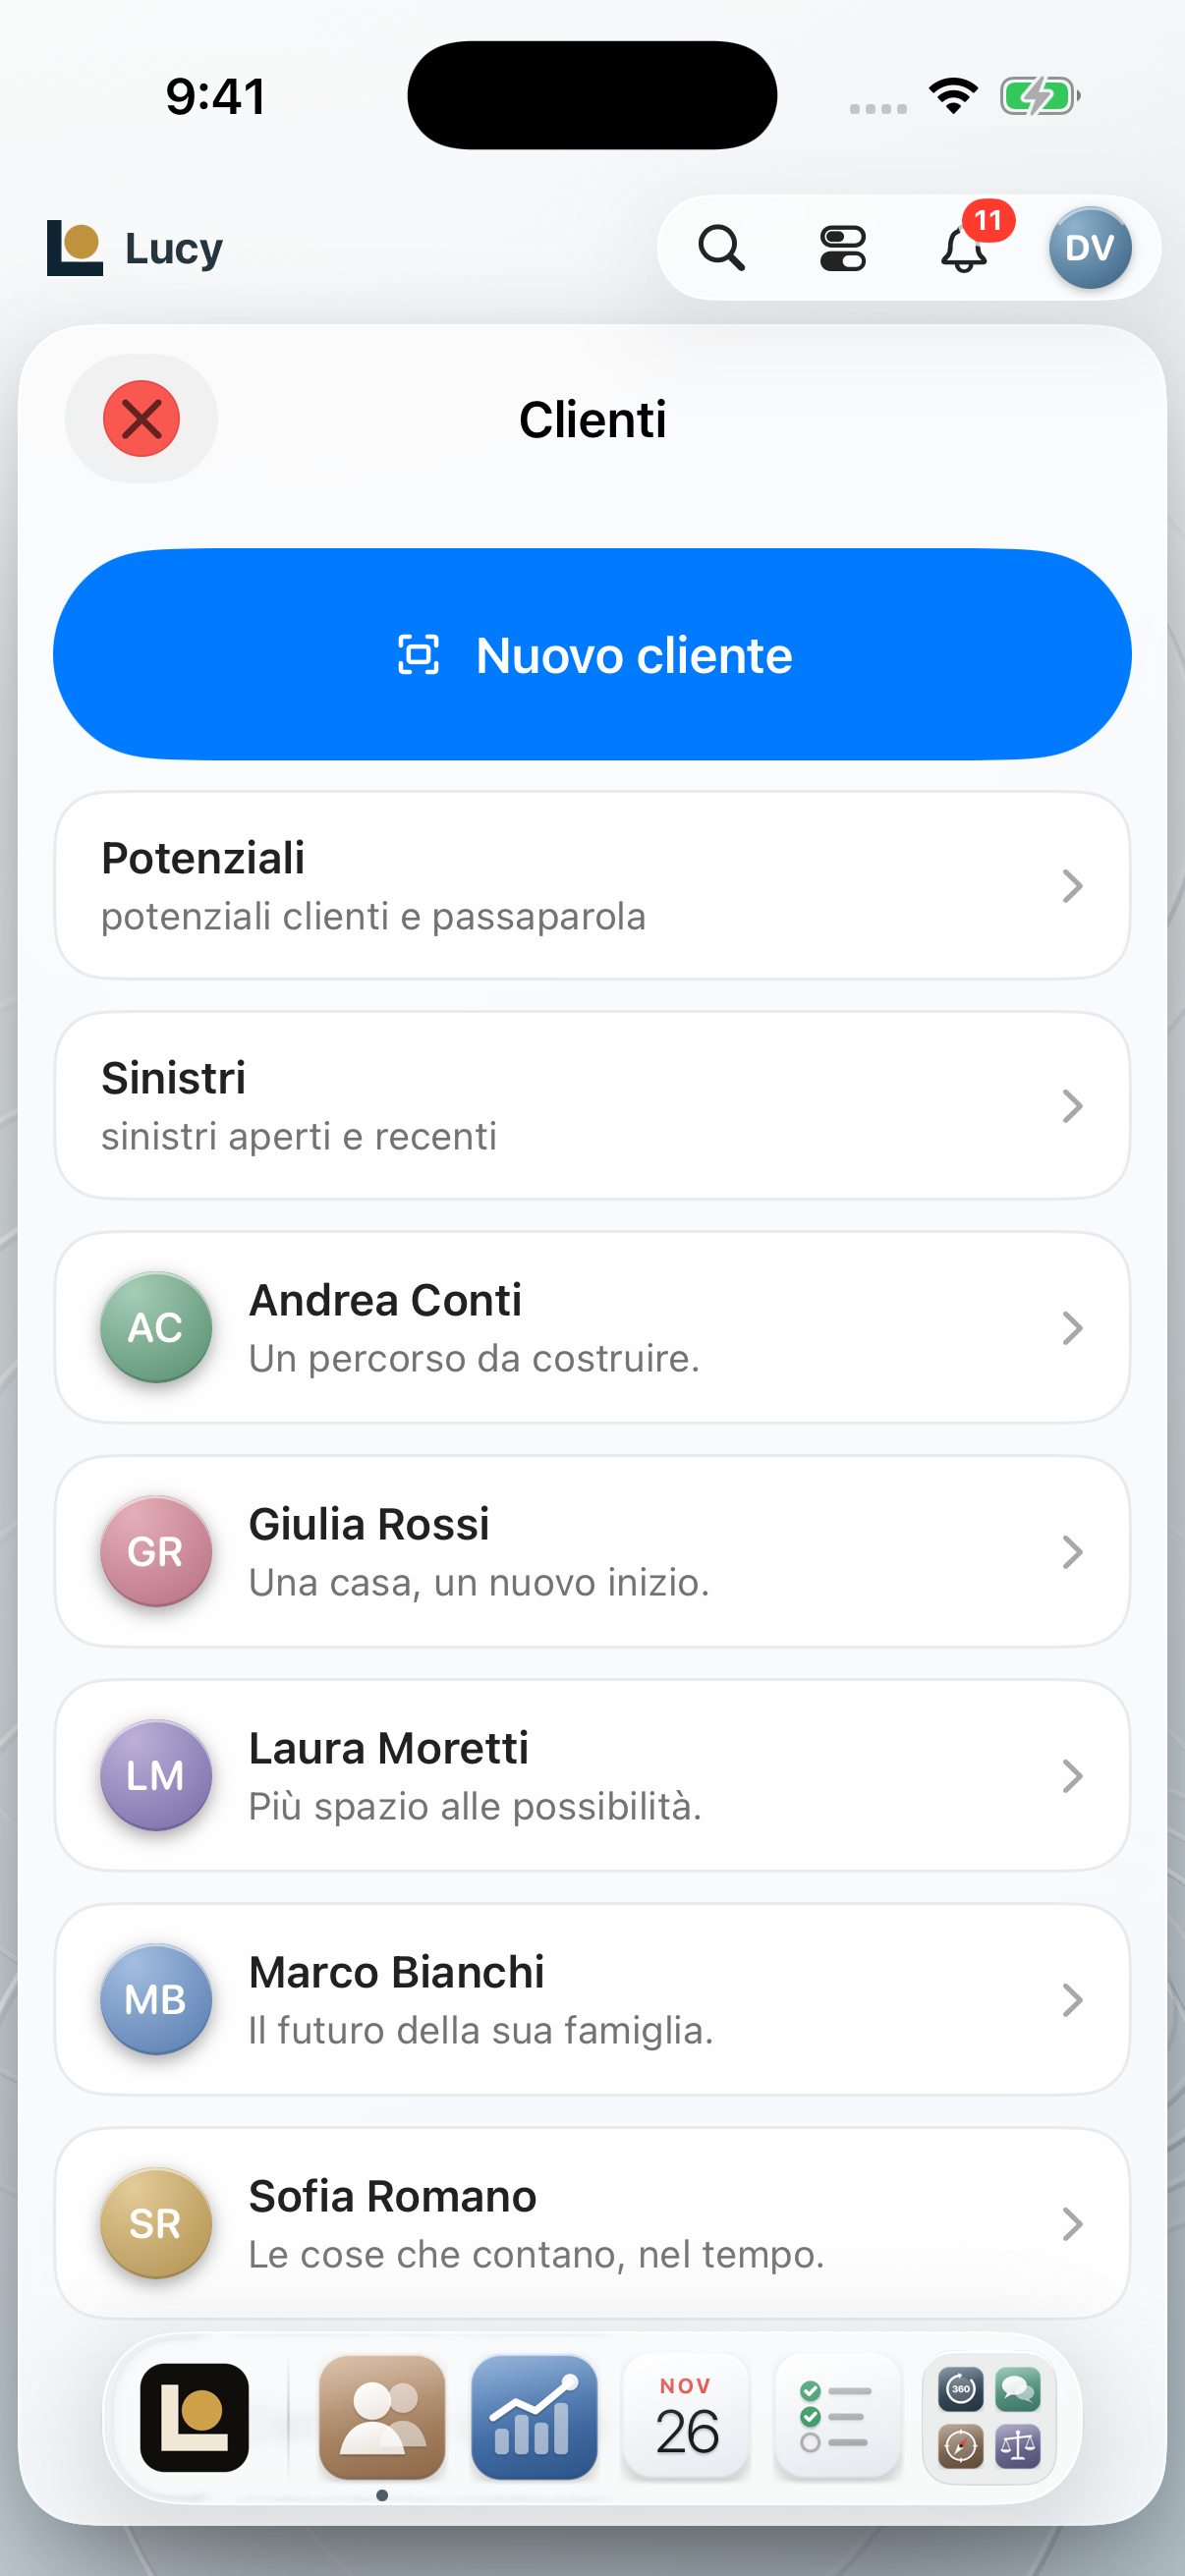 9:41
Lucy
11
DV
Clienti
Nuovo cliente
Potenziali
potenziali clienti e passaparola
Sinistri
sinistri aperti e recenti
AC
Andrea Conti
Un percorso da costruire.
GR
Giulia Rossi
Una casa, un nuovo inizio.
LM
Laura Moretti
Più spazio alle possibilità.
MB
Marco Bianchi
Il futuro della sua famiglia.
SR
Sofia Romano
Le cose che contano, nel tempo.
NOV
26
360